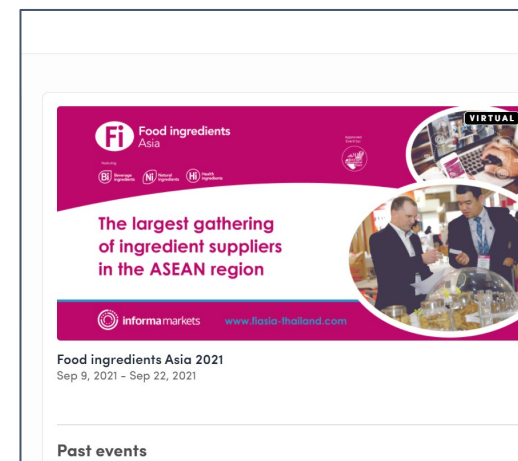 VIRTUAL
Fi Food ingredients
Asia
Featuring
Bi Beverage ingredients Ni Natural ingredients Hi Health ingredients
The largest gathering
of ingredient suppliers
in the ASEAN region
informa markets www.fiasia-thailand.com
Food ingredients Asia 2021
Sep 9, 2021 - Sep 22, 2021
Past events